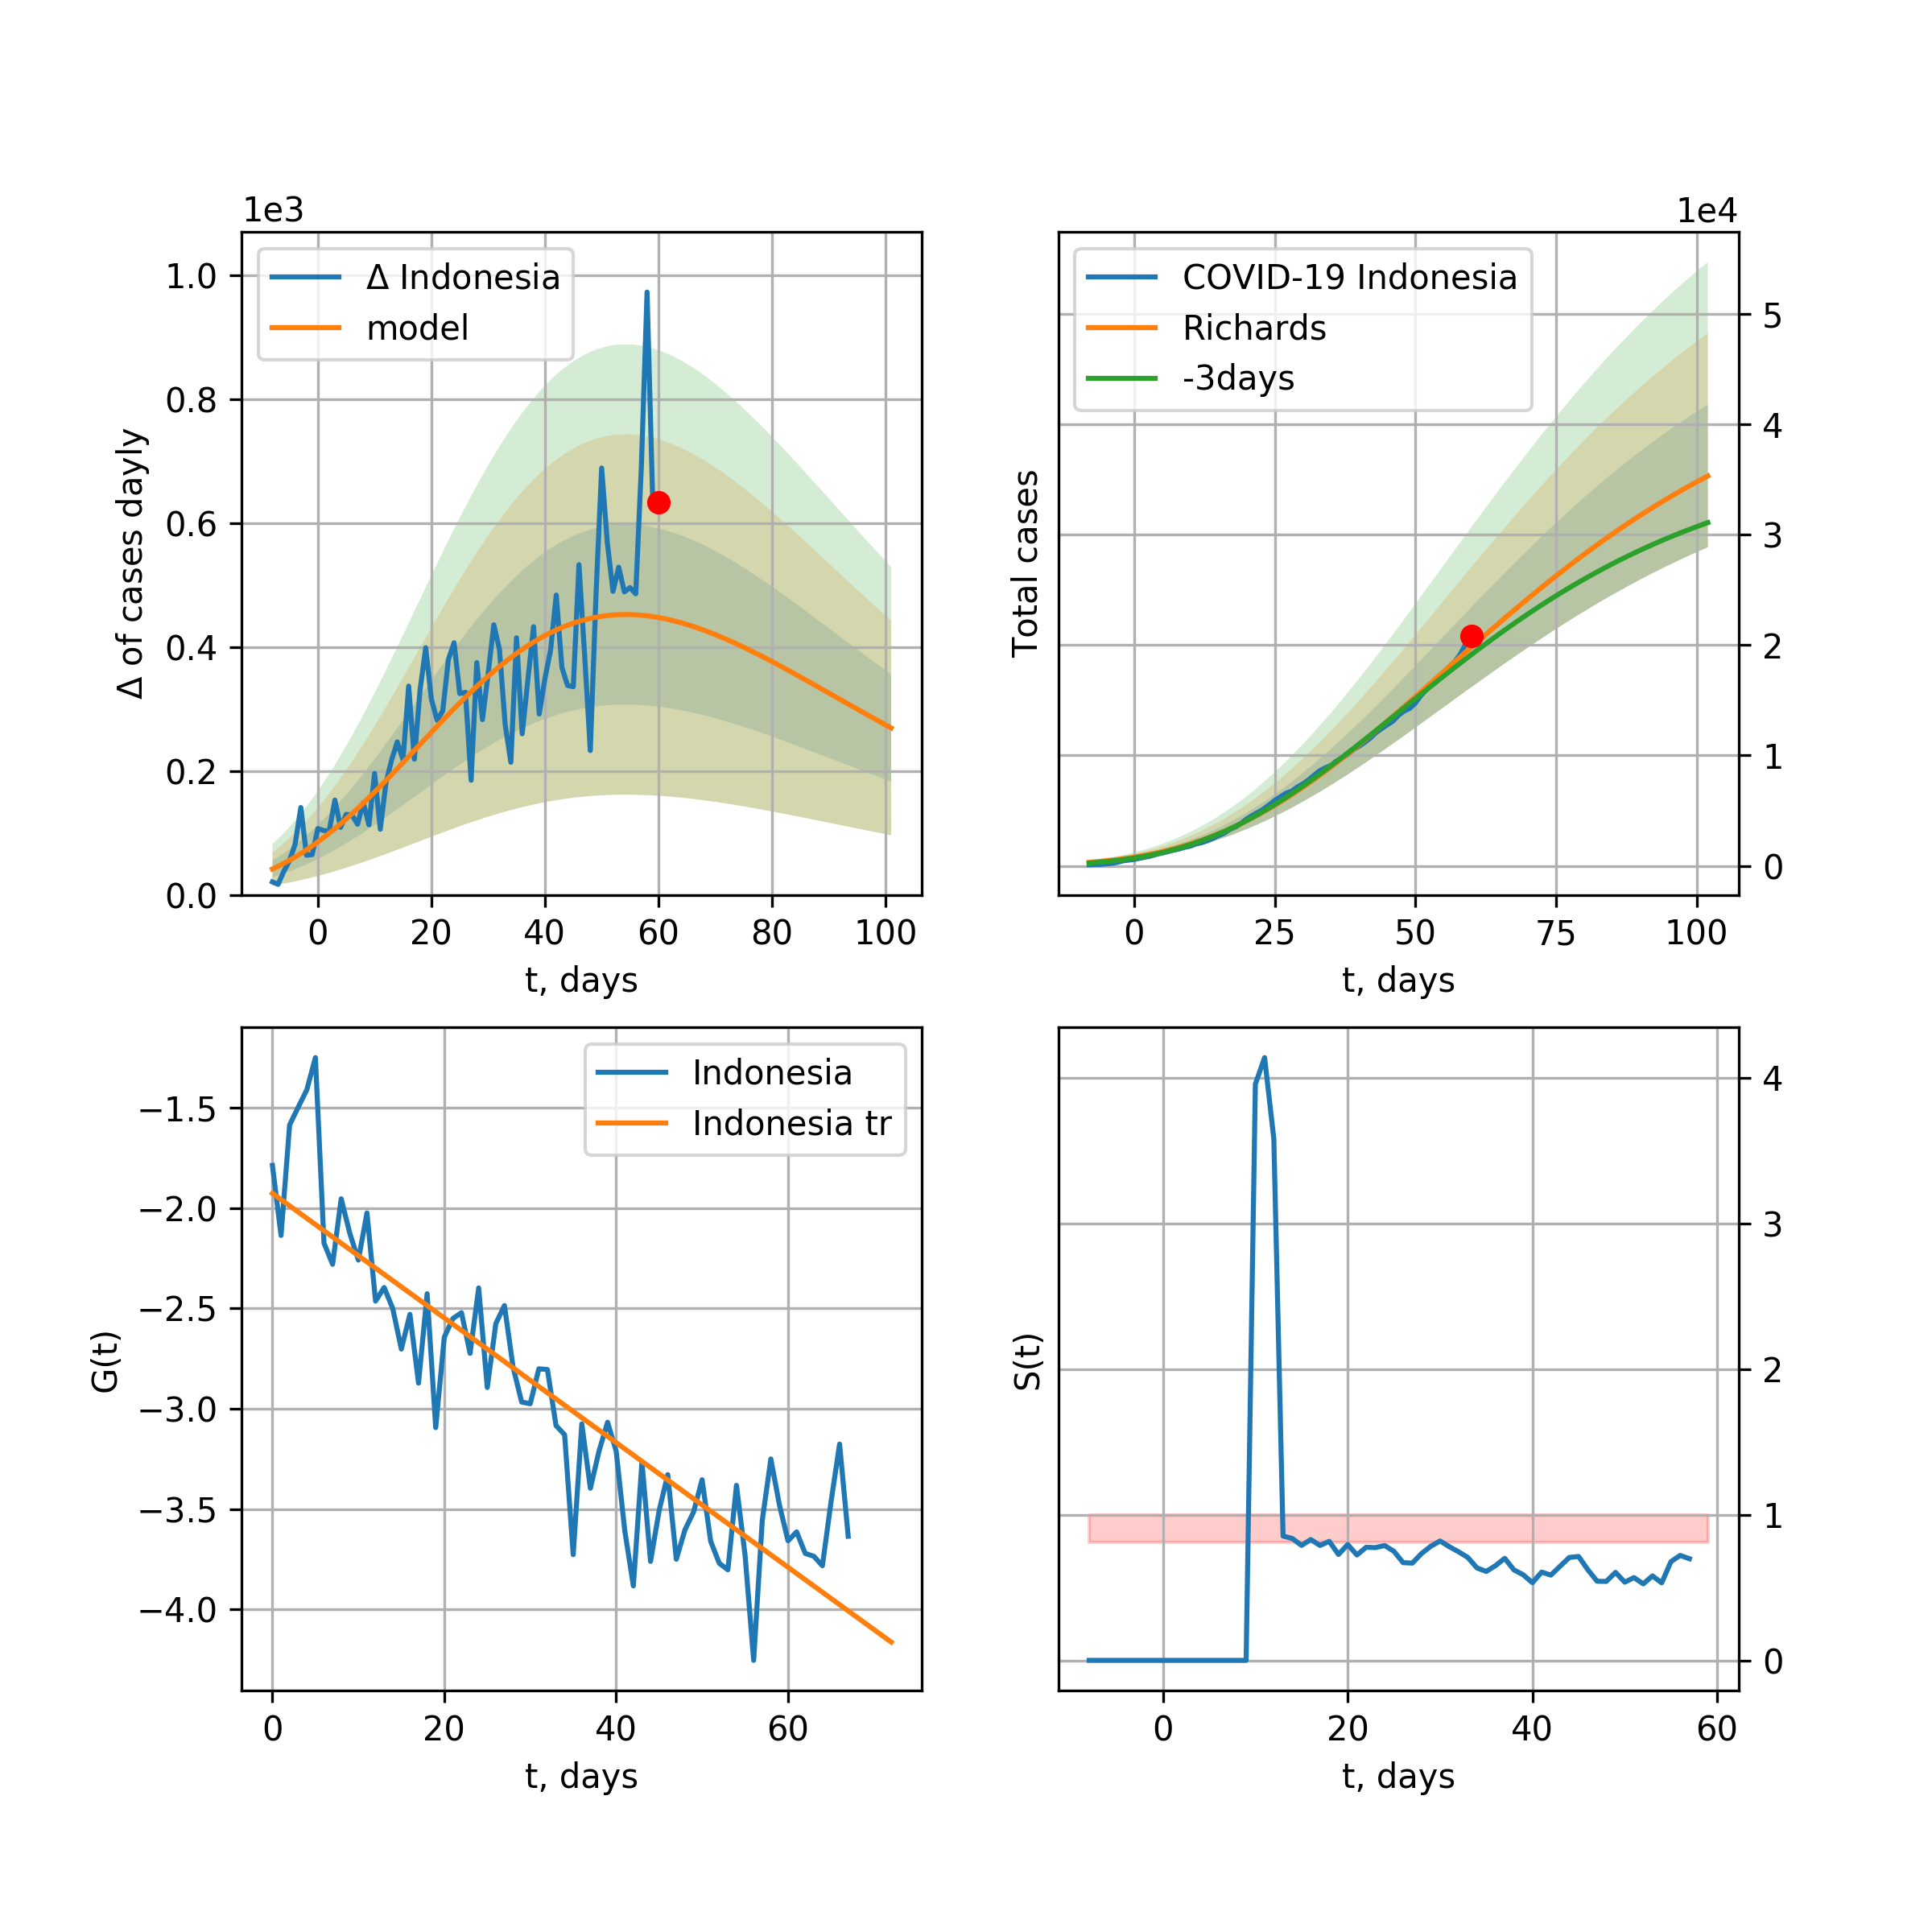 1e3
Δ Indonesia
model
1.0
0.8
0.6
0.4
0.2
0.0
Δ of cases dayly
0 20 40 60 80 100
t, days
1e4
COVID-19 Indonesia
Richards
-3days
5
4
3
2
1
0
Total cases
0 25 50 75 100
t, days
Indonesia
Indonesia tr
−1.5
−2.0
−2.5
−3.0
−3.5
−4.0
G(t)
0 20 40 60
t, days
4
3
2
1
0
S(t)
0 20 40 60
t, days